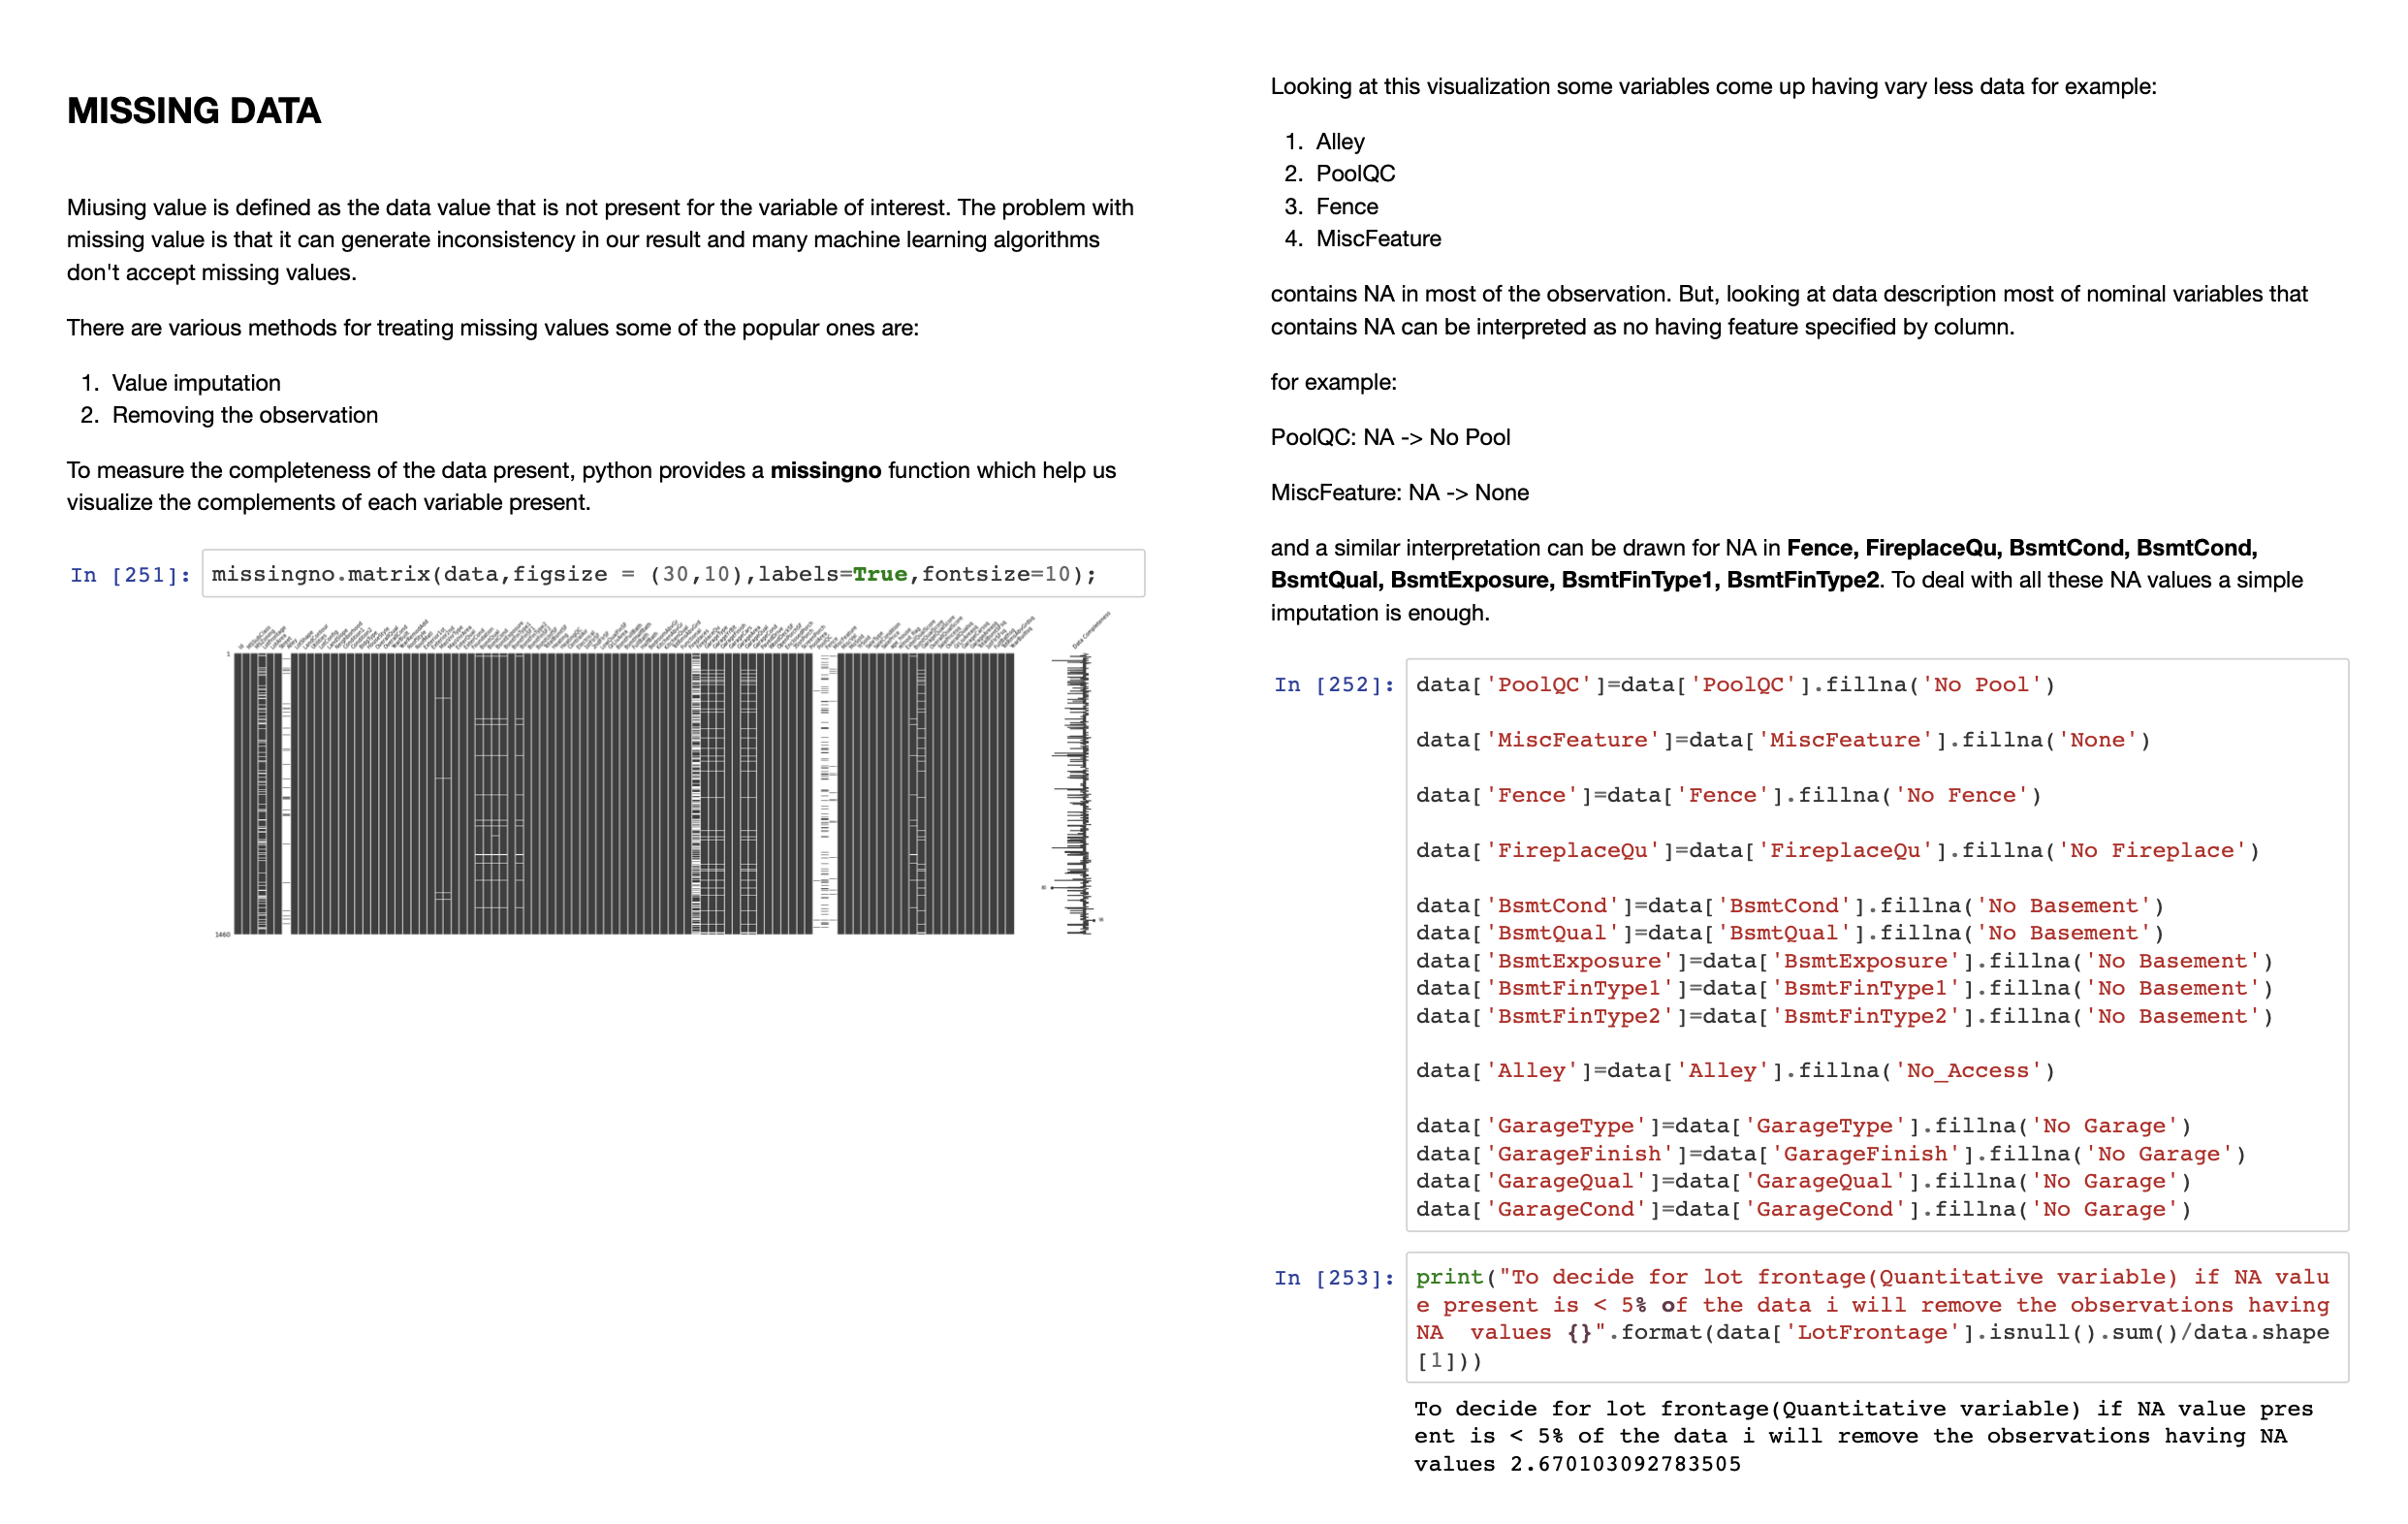 MISSING DATA
Miusing value is defined as the data value that is not present for the variable of interest. The problem with
missing value is that it can generate inconsistency in our result and many machine learning algorithms
don't accept missing values.
There are various methods for treating missing values some of the popular ones are:
1. Value imputation
2. Removing the observation
To measure the completeness of the data present, python provides a missingno function which help us
visualize the complements of each variable present.
In [251]: missingno.matrix(data,figsize = (30,10),labels=True,fontsize=10);
Data Completeness
1
1460
Looking at this visualization some variables come up having vary less data for example:
1. Alley
2. PoolQC
3. Fence
4. MiscFeature
contains NA in most of the observation. But, looking at data description most of nominal variables that
contains NA can be interpreted as no having feature specified by column.
for example:
PoolQC: NA -> No Pool
MiscFeature: NA -> None
and a similar interpretation can be drawn for NA in Fence, FireplaceQu, BsmtCond, BsmtCond,
BsmtQual, BsmtExposure, BsmtFinType1, BsmtFinType2. To deal with all these NA values a simple
imputation is enough.
In [252]: data['PoolQC']=data['PoolQC'].fillna('No Pool')
data['MiscFeature']=data['MiscFeature'].fillna('None')
data['Fence']=data['Fence'].fillna('No Fence')
data['FireplaceQu']=data['FireplaceQu'].fillna('No Fireplace')
data['BsmtCond']=data['BsmtCond'].fillna('No Basement')
data['BsmtQual']=data['BsmtQual'].fillna('No Basement')
data['BsmtExposure']=data['BsmtExposure'].fillna('No Basement')
data['BsmtFinType1']=data['BsmtFinType1'].fillna('No Basement')
data['BsmtFinType2']=data['BsmtFinType2'].fillna('No Basement')
data['Alley']=data['Alley'].fillna('No_Access')
data['GarageType']=data['GarageType'].fillna('No Garage')
data['GarageFinish']=data['GarageFinish'].fillna('No Garage')
data['GarageQual']=data['GarageQual'].fillna('No Garage')
data['GarageCond']=data['GarageCond'].fillna('No Garage')
In [253]: print("To decide for lot frontage(Quantitative variable) if NA valu
e present is < 5% of the data i will remove the observations having
NA  values {}".format(data['LotFrontage'].isnull().sum()/data.shape
[1]))
To decide for lot frontage(Quantitative variable) if NA value pres
ent is < 5% of the data i will remove the observations having NA
values 2.670103092783505